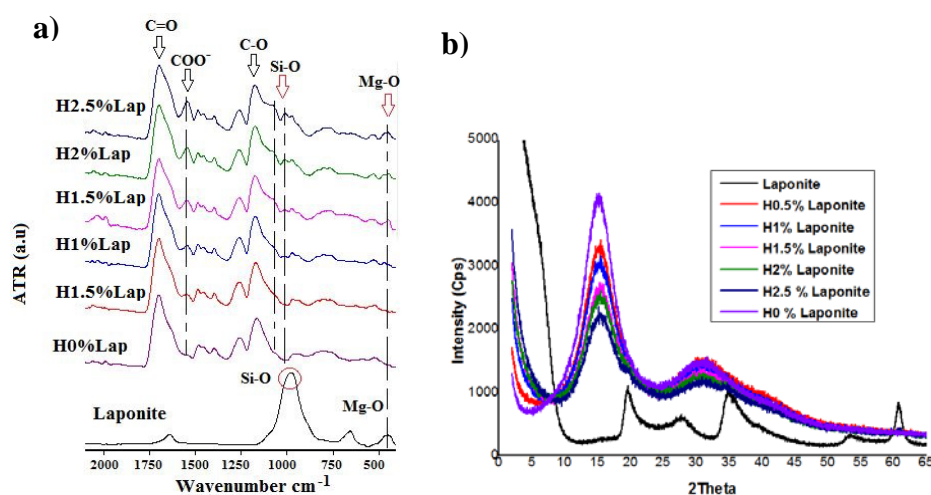 a)
C=O
COO⁻
C-O
Si-O
Mg-O
H2.5%Lap
H2%Lap
H1.5%Lap
H1%Lap
H1.5%Lap
H0%Lap
Si-O
Mg-O
Laponite
ATR (a.u)
2000 1750 1500 1250 1000 750 500
Wavenumber cm⁻¹
b)
5000
4000
3000
2000
1000
0
Intensity (Cps)
Laponite
H0.5% Laponite
H1% Laponite
H1.5% Laponite
H2% Laponite
H2.5 % Laponite
H0 % Laponite
0 5 10 15 20 25 30 35 40 45 50 55 60 65
2Theta